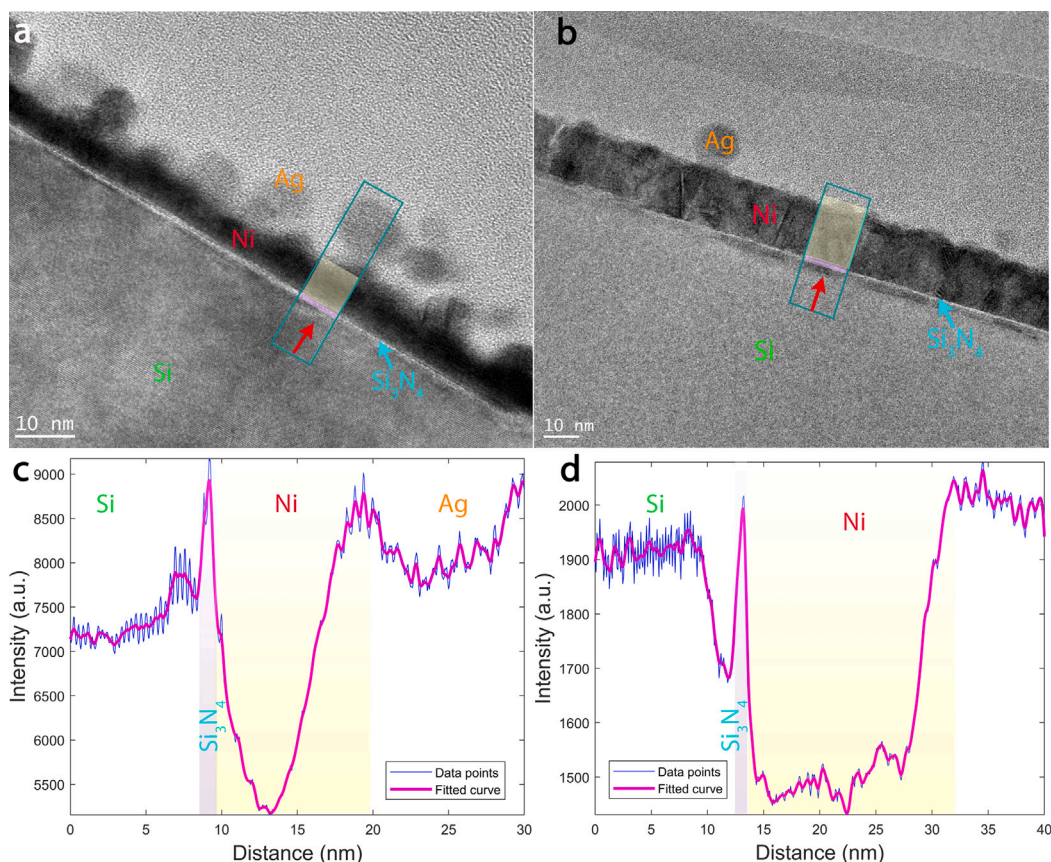 a
Ag
Ni
Si
Si₃N₄
10 nm
b
Ag
Ni
Si
Si₃N₄
10 nm
c
Si
Ni
Ag
Si₃N₄
Intensity (a.u.)
9000
8500
8000
7500
7000
6500
6000
5500
Data points
Fitted curve
0 5 10 15 20 25 30
Distance (nm)
d
Si
Ni
Si₃N₄
Intensity (a.u.)
2000
1900
1800
1700
1600
1500
Data points
Fitted curve
0 5 10 15 20 25 30 35 40
Distance (nm)